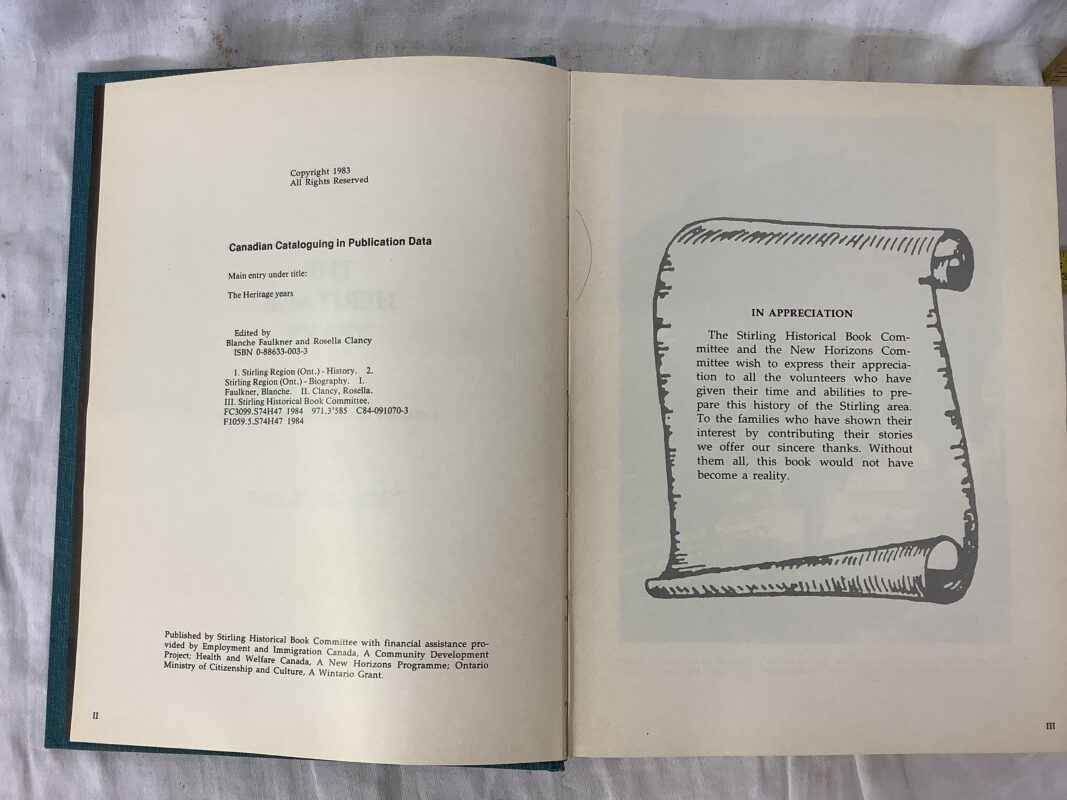 Copyright 1983
All Rights Reserved
Canadian Cataloguing in Publication Data
Main entry under title:
The Heritage years
Edited by
Blanche Faulkner and Rosella Clancy
ISBN 0-88633-003-3
1. Stirling Region (Ont.) - History. 2.
Stirling Region (Ont.) - Biography. I.
Faulkner, Blanche. II. Clancy, Rosella.
III. Stirling Historical Book Committee.
FC3099.S74H47 1984 971.3'585 C84-091070-3
F1059.5.S74H47 1984
Published by Stirling Historical Book Committee with financial assistance pro-
vided by Employment and Immigration Canada, A Community Development
Project; Health and Welfare Canada, A New Horizons Programme; Ontario
Ministry of Citizenship and Culture, A Wintario Grant.
II
IN APPRECIATION
The Stirling Historical Book Com-
mittee and the New Horizons Com-
mittee wish to express their apprecia-
tion to all the volunteers who have
given their time and abilities to pre-
pare this history of the Stirling area.
To the families who have shown their
interest by contributing their stories
we offer our sincere thanks. Without
them all, this book would not have
become a reality.
III